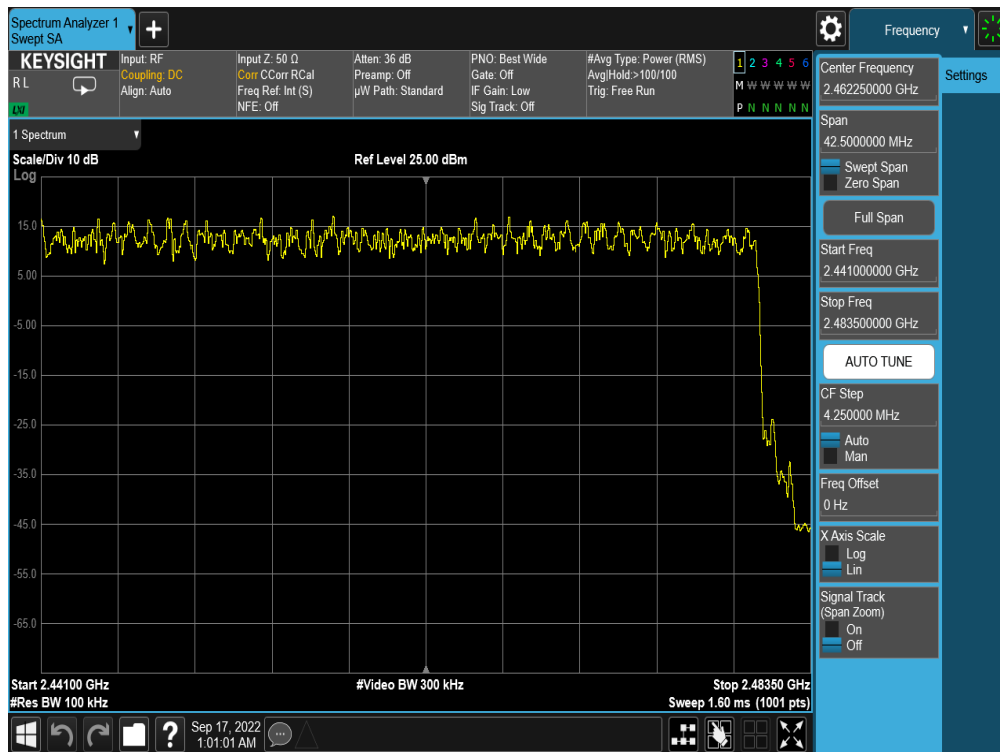 Spectrum Analyzer 1
Swept SA
Frequency
KEYSIGHT
R L
LXI
Input: RF
Coupling: DC
Align: Auto
Input Z: 50 Ω
Corr CCorr RCal
Freq Ref: Int (S)
NFE: Off
Atten: 36 dB
Preamp: Off
µW Path: Standard
PNO: Best Wide
Gate: Off
IF Gain: Low
Sig Track: Off
#Avg Type: Power (RMS)
Avg|Hold:>100/100
Trig: Free Run
1 2 3 4 5 6
M W W W W W
P N N N N N
1 Spectrum
Scale/Div 10 dB
Ref Level 25.00 dBm
Log
15.0
5.00
-5.00
-15.0
-25.0
-35.0
-45.0
-55.0
-65.0
Start 2.44100 GHz
#Video BW 300 kHz
Stop 2.48350 GHz
#Res BW 100 kHz
Sweep 1.60 ms (1001 pts)
Sep 17, 2022
1:01:01 AM
Center Frequency
2.462250000 GHz
Settings
Span
42.5000000 MHz
Swept Span
Zero Span
Full Span
Start Freq
2.441000000 GHz
Stop Freq
2.483500000 GHz
AUTO TUNE
CF Step
4.250000 MHz
Auto
Man
Freq Offset
0 Hz
X Axis Scale
Log
Lin
Signal Track
(Span Zoom)
On
Off